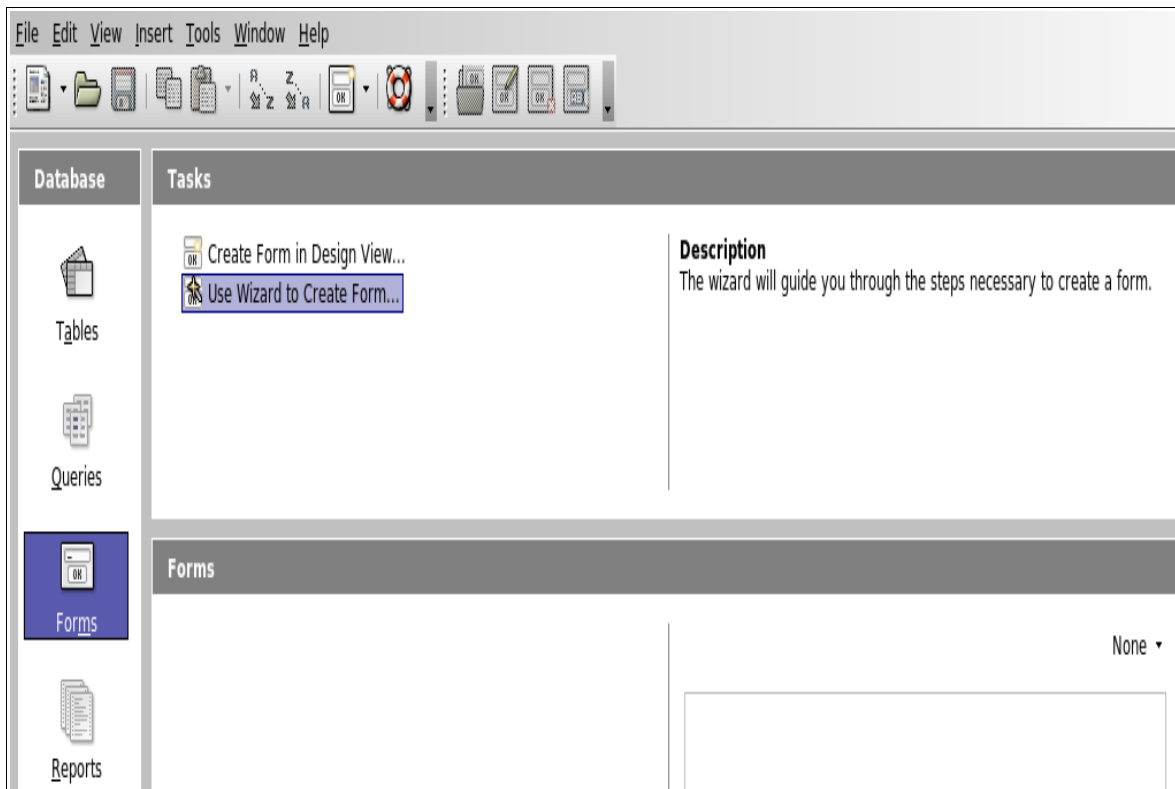 File Edit View Insert Tools Window Help
Database
Tasks
Create Form in Design View...
Use Wizard to Create Form...
Description
The wizard will guide you through the steps necessary to create a form.
Tables
Queries
Forms
Reports
Forms
None